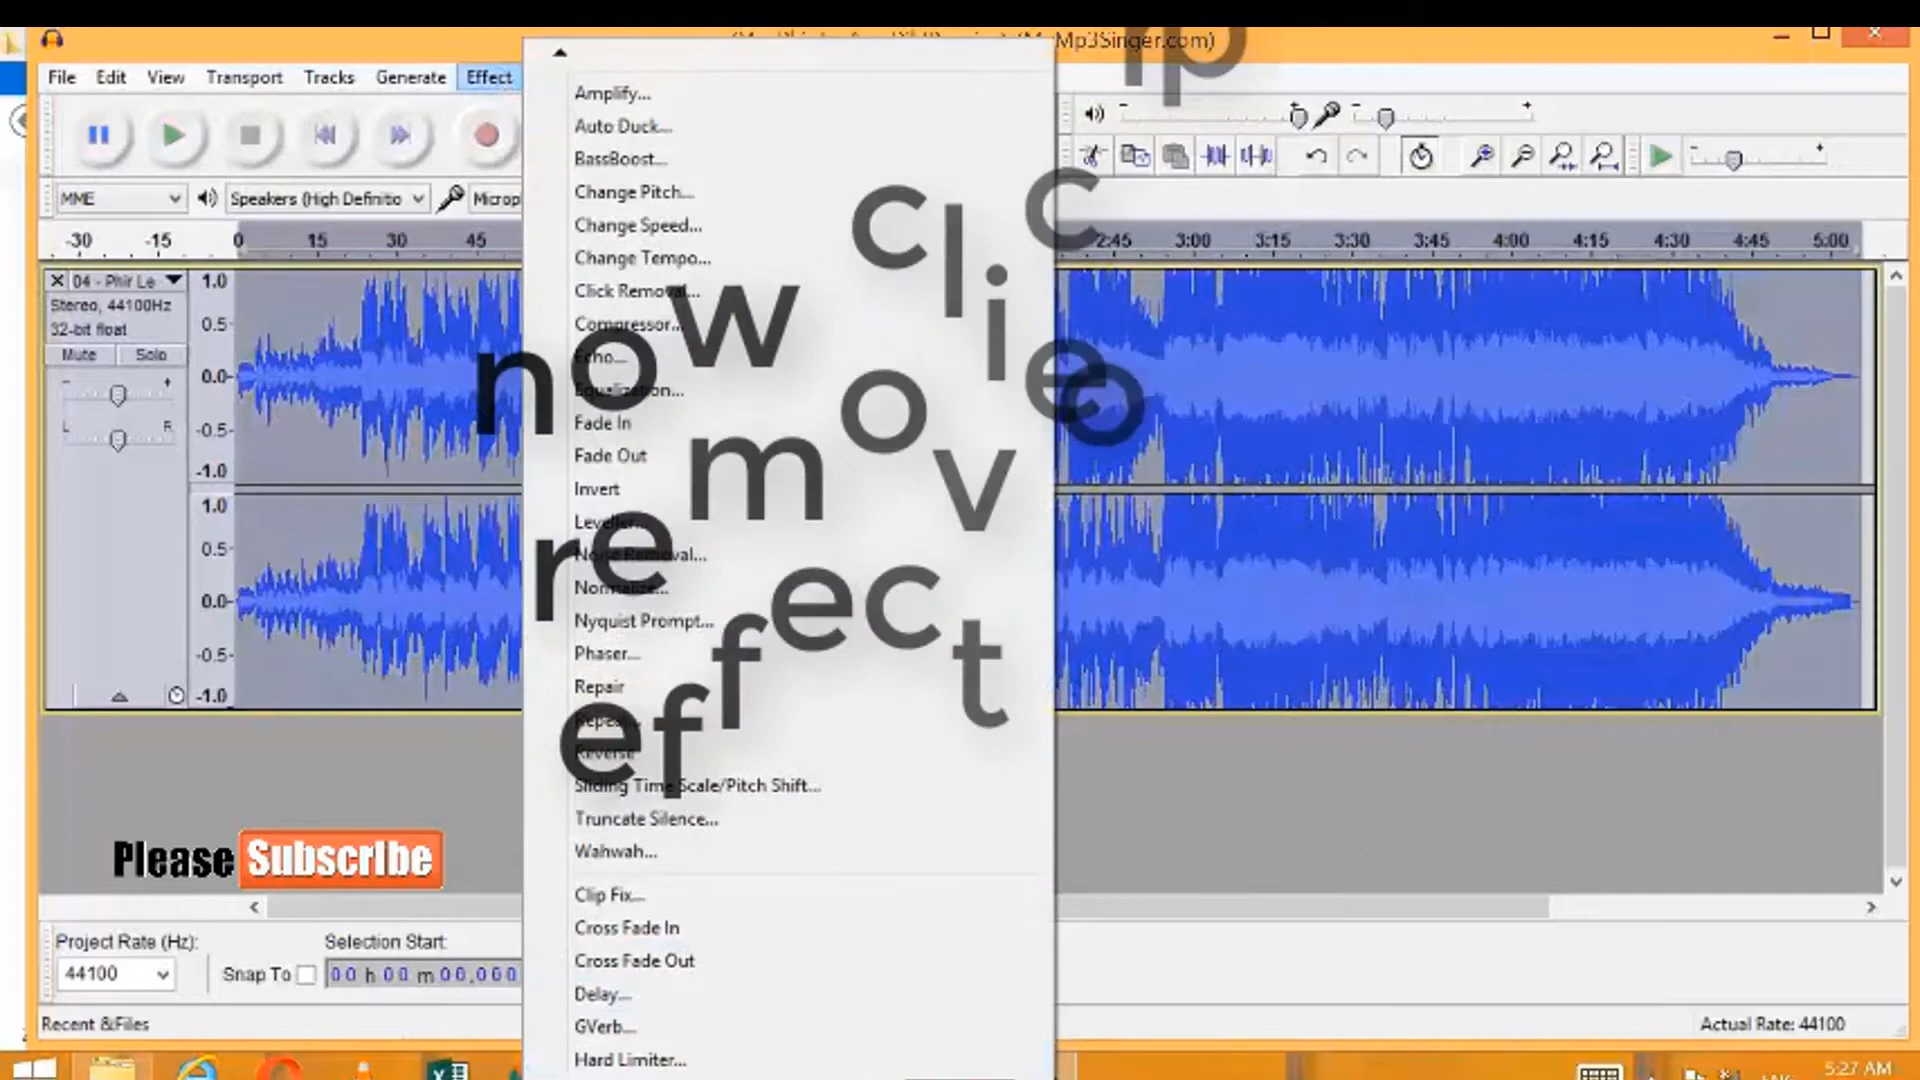 Mp3Singer.com)
File Edit View Transport Tracks Generate Effect
Amplify...
Auto Duck...
BassBoost...
Change Pitch...
Change Speed...
Change Tempo...
Click Removal...
Compressor...
Echo...
Equalization...
Fade In
Fade Out
Invert
Leveller...
Noise Removal...
Normalize...
Nyquist Prompt...
Phaser...
Repair
Repeat...
Reverse
Sliding Time Scale/Pitch Shift...
Truncate Silence...
Wahwah...
Clip Fix...
Cross Fade In
Cross Fade Out
Delay...
GVerb...
Hard Limiter...
MME Speakers (High Definitio Microp
-30 -15 0 15 30 45 2:45 3:00 3:15 3:30 3:45 4:00 4:15 4:30 4:45 5:00
04 - Phir Le
Stereo, 44100Hz
32-bit float
Mute Solo
- +
L R
1.0
0.5
0.0
-0.5
-1.0
1.0
0.5
0.0
-0.5
-1.0
now clic
remove
effect
Please Subscribe
Project Rate (Hz): Selection Start:
44100 Snap To 00 h 00 m 00.000
Recent &Files Actual Rate: 44100
5:27 AM